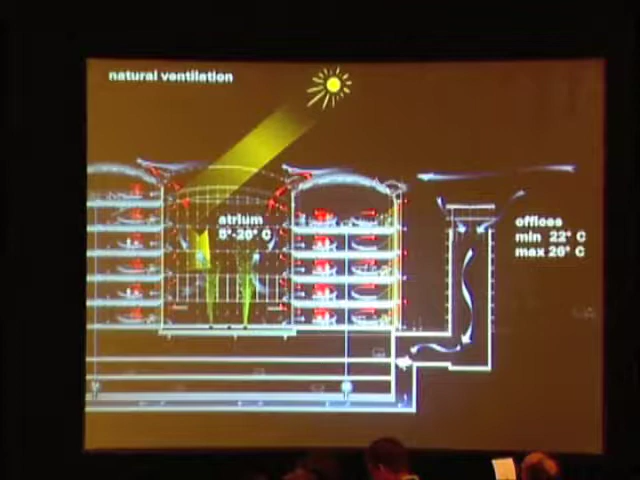 natural ventilation
atrium
5°-20° C
offices
min 22° C
max 26° C